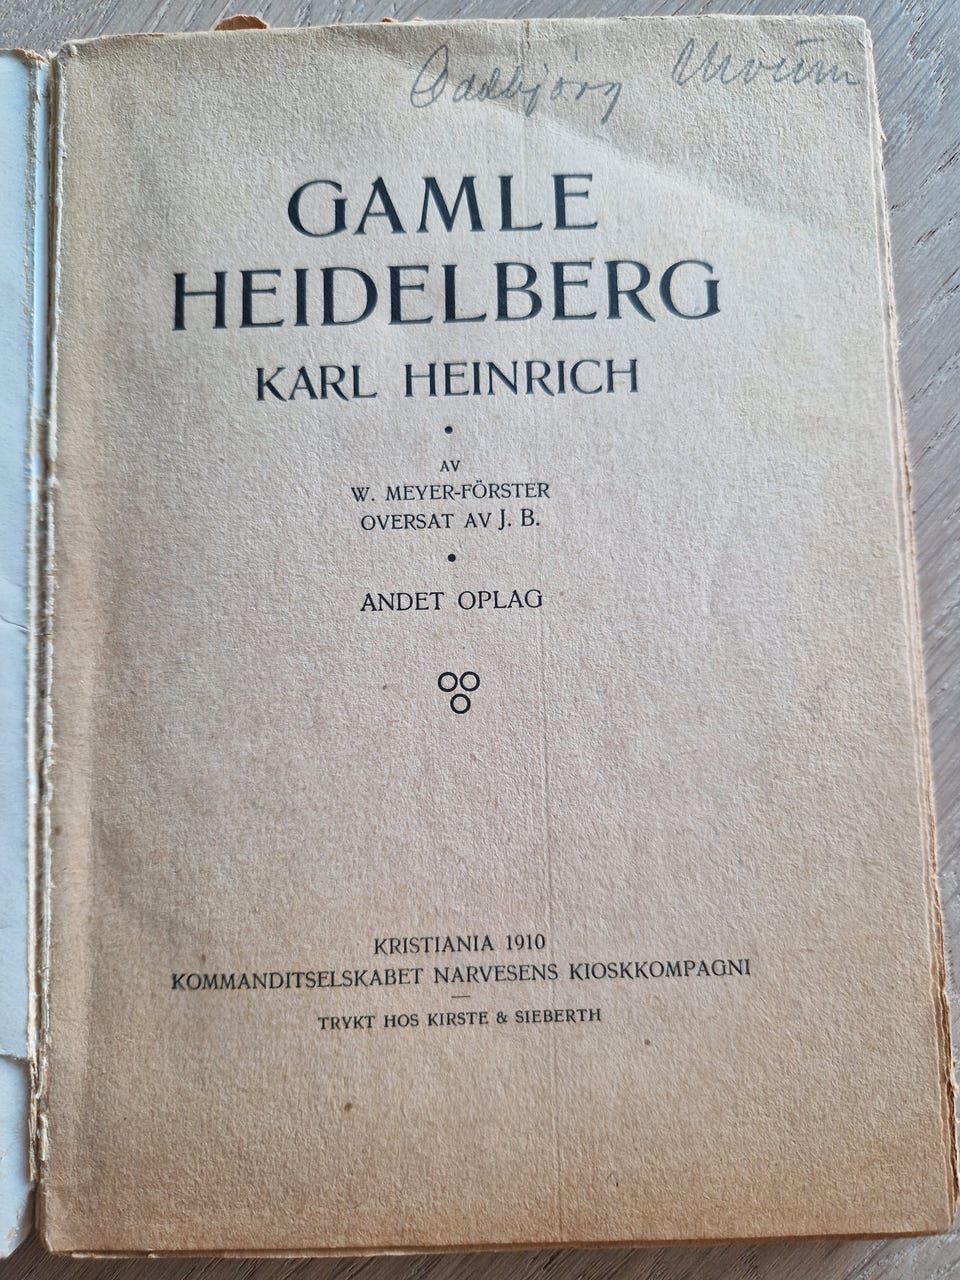 Oddbjörg
GAMLE
HEIDELBERG
KARL HEINRICH
•
AV
W. MEYER-FÖRSTER
OVERSAT AV J. B.
•
ANDET OPLAG
KRISTIANIA 1910
KOMMANDITSELSKABET NARVESENS KIOSKKOMPAGNI
—
TRYKT HOS KIRSTE & SIEBERTH